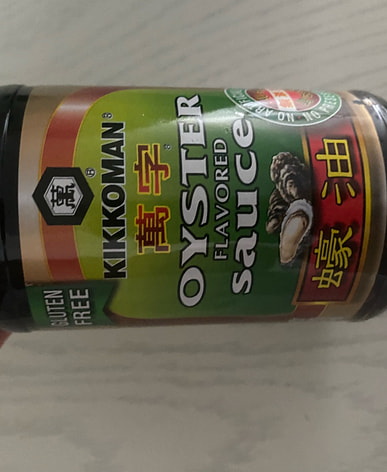 萬
KIKKOMAN®
萬字®
OYSTER
FLAVORED
sauce
蠔油
GLUTEN
FREE